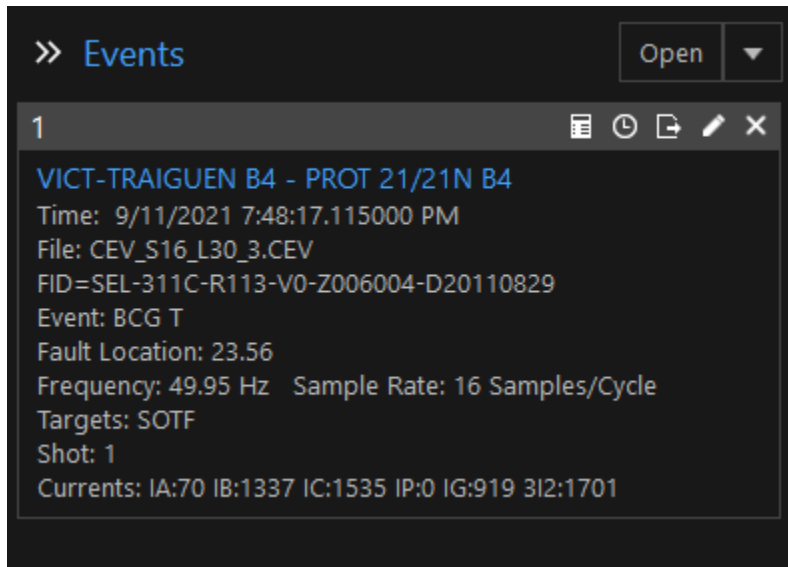 Events
Open
1
VICT-TRAIGUEN B4 - PROT 21/21N B4
Time:  9/11/2021 7:48:17.115000 PM
File: CEV_S16_L30_3.CEV
FID=SEL-311C-R113-V0-Z006004-D20110829
Event: BCG T
Fault Location: 23.56
Frequency: 49.95 Hz   Sample Rate: 16 Samples/Cycle
Targets: SOTF
Shot: 1
Currents: IA:70 IB:1337 IC:1535 IP:0 IG:919 3I2:1701